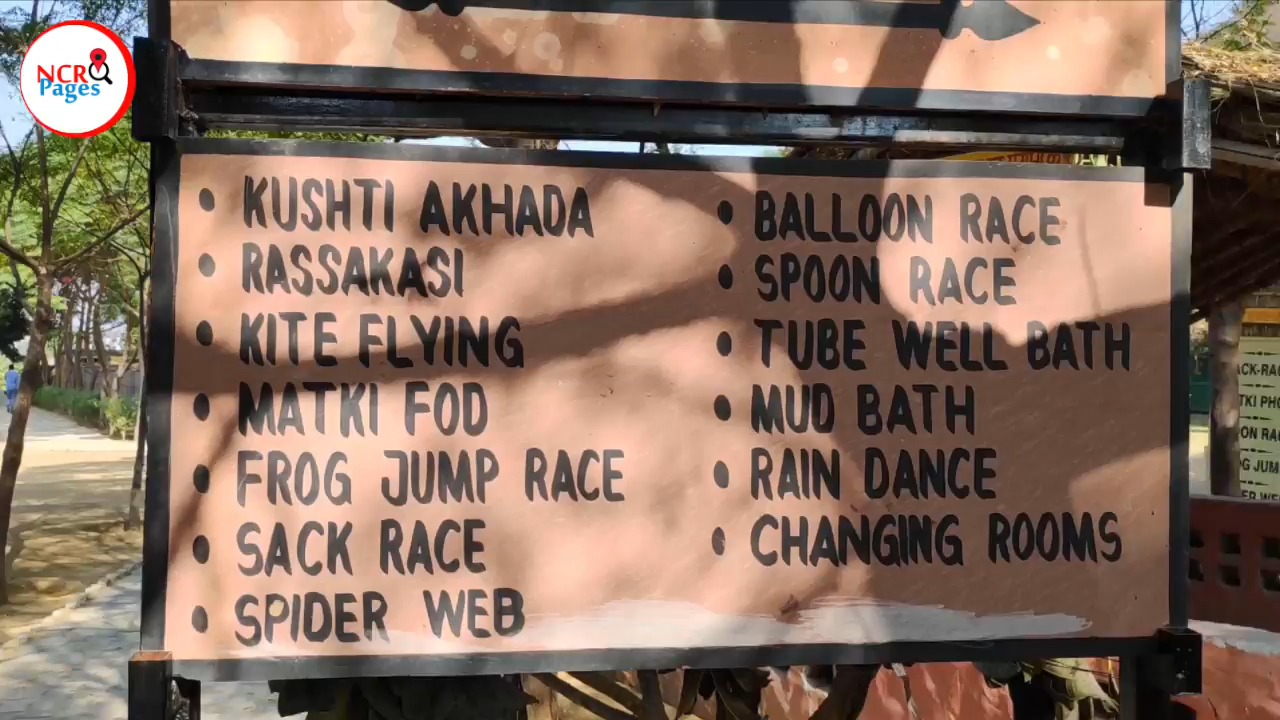 NCR
Pages
• KUSHTI AKHADA
• RASSAKASI
• KITE FLYING
• MATKI FOD
• FROG JUMP RACE
• SACK RACE
• SPIDER WEB
• BALLOON RACE
• SPOON RACE
• TUBE WELL BATH
• MUD BATH
• RAIN DANCE
• CHANGING ROOMS